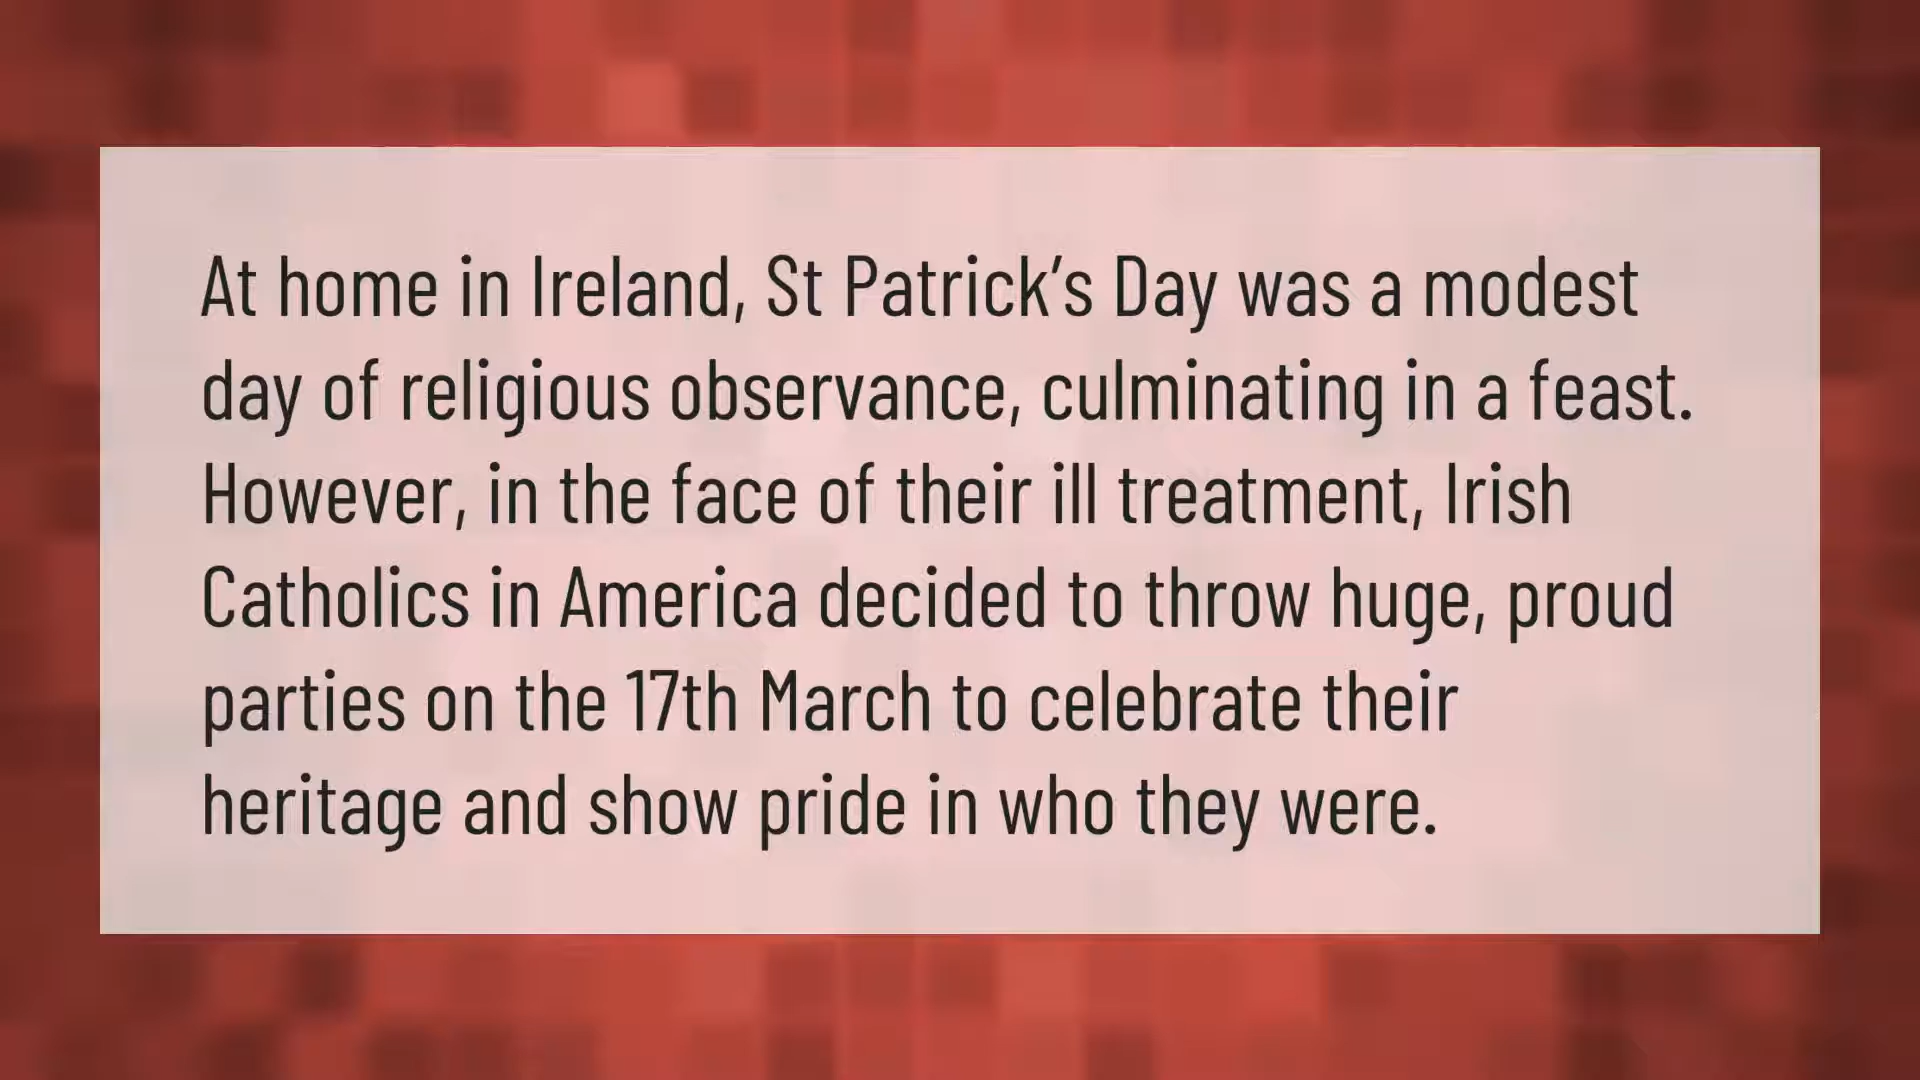 At home in Ireland, St Patrick’s Day was a modest
day of religious observance, culminating in a feast.
However, in the face of their ill treatment, Irish
Catholics in America decided to throw huge, proud
parties on the 17th March to celebrate their
heritage and show pride in who they were.